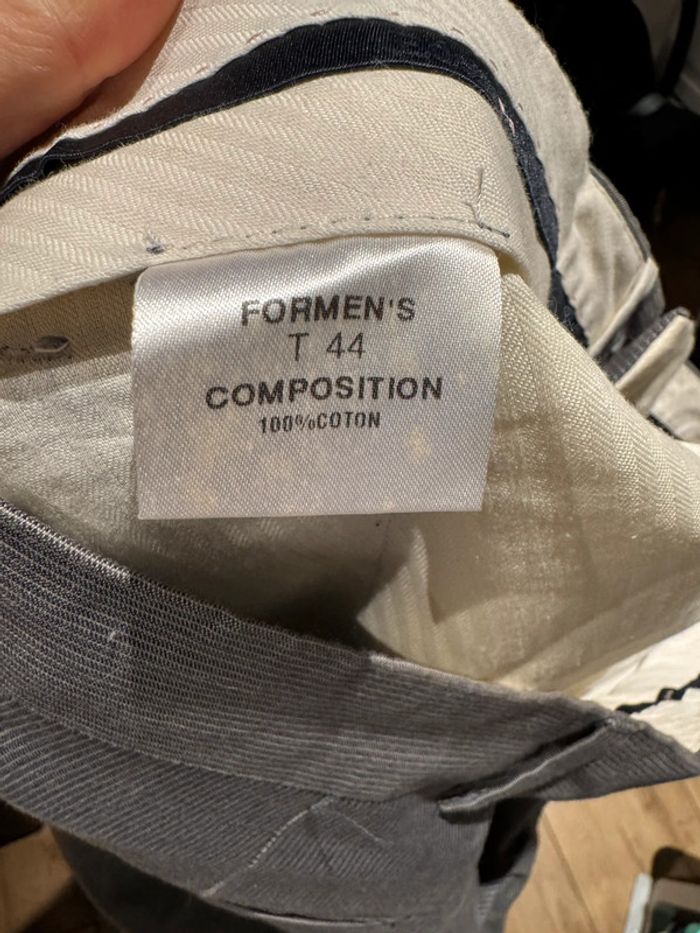 FORMEN'S
T 44
COMPOSITION
100%COTON